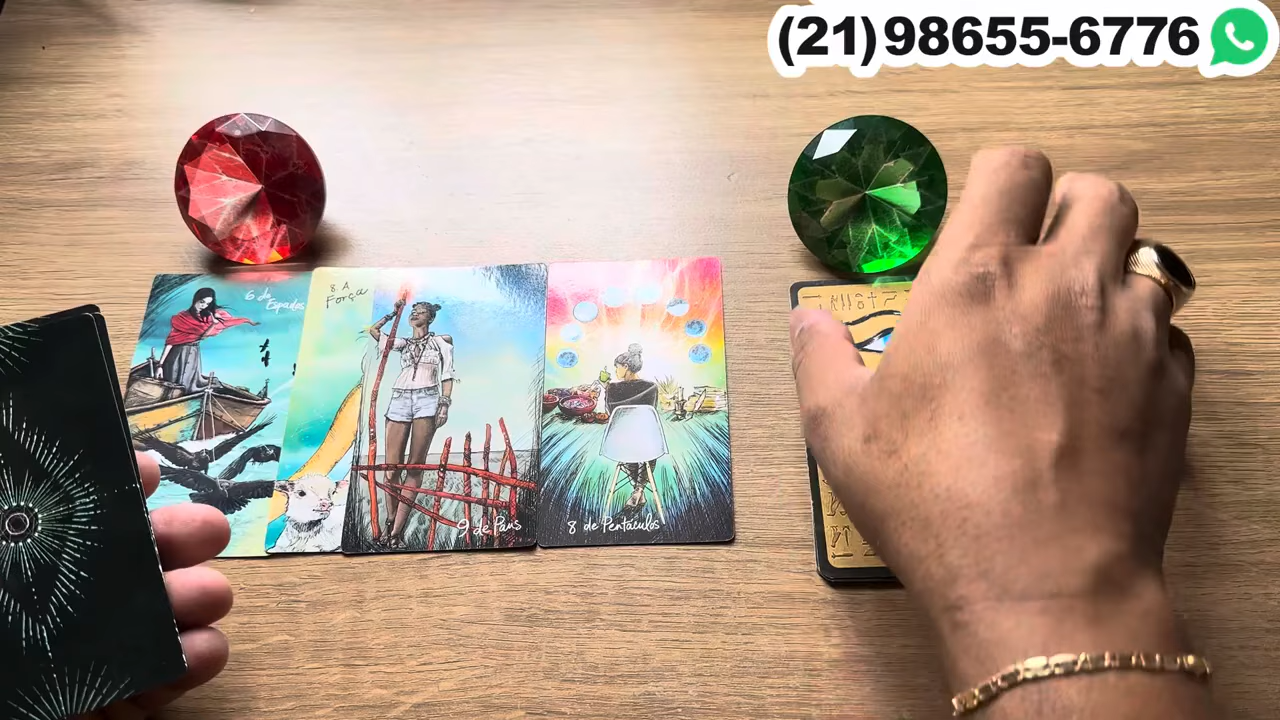 (21)98655-6776
6 de
Espadas
8. A
Força
9 de Paus
8 de Pentáculos